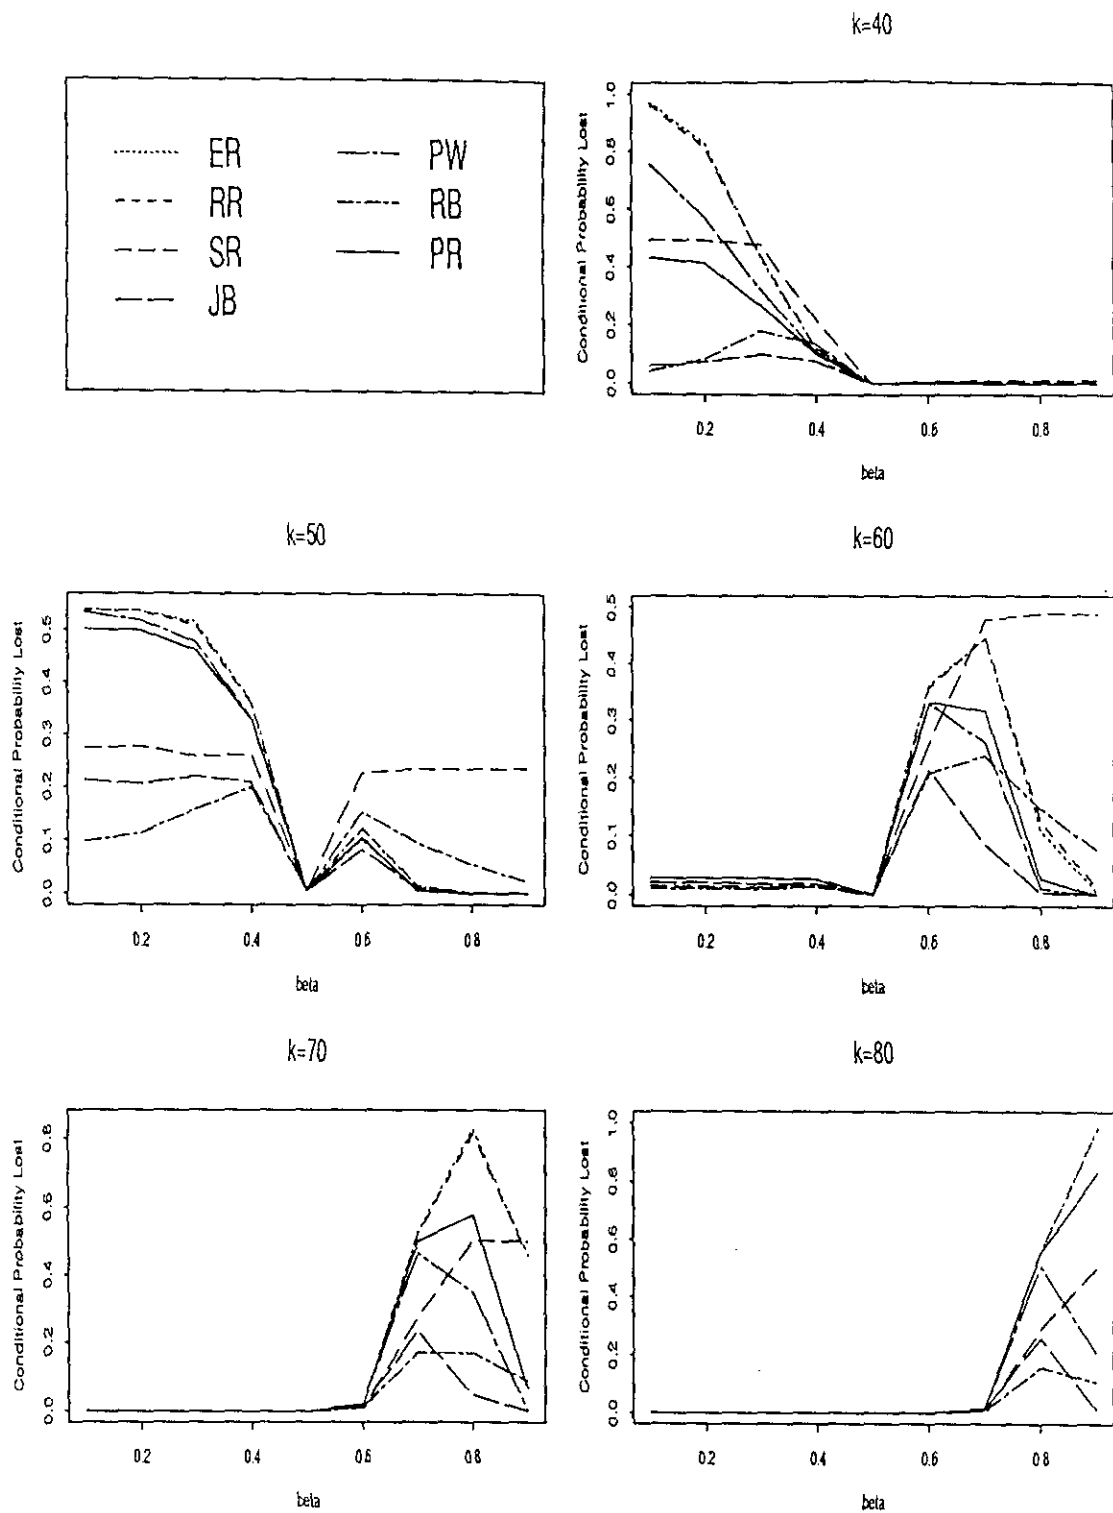 k=40
ER
RR
SR
JB
PW
RB
PR
Conditional Probability Lost
0.0 0.2 0.4 0.6 0.8 1.0
0.2 0.4 0.6 0.8
beta
k=50
Conditional Probability Lost
0.0 0.1 0.2 0.3 0.4 0.5
0.2 0.4 0.6 0.8
beta
k=60
Conditional Probability Lost
0.0 0.1 0.2 0.3 0.4 0.5
0.2 0.4 0.6 0.8
beta
k=70
Conditional Probability Lost
0.0 0.2 0.4 0.6 0.8
0.2 0.4 0.6 0.8
beta
k=80
Conditional Probability Lost
0.0 0.2 0.4 0.6 0.8 1.0
0.2 0.4 0.6 0.8
beta